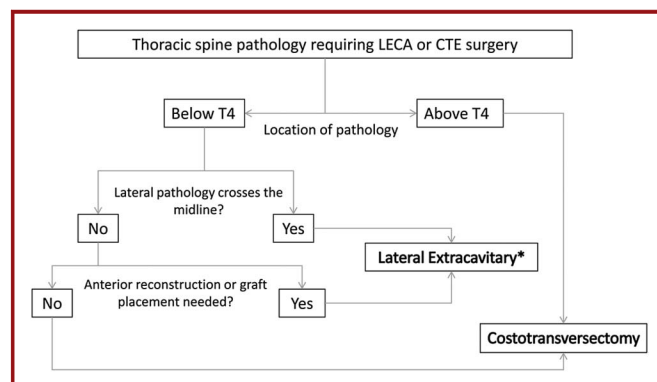 Thoracic spine pathology requiring LECA or CTE surgery
Below T4
Above T4
Location of pathology
Lateral pathology crosses the
midline?
No
Yes
Lateral Extracavitary*
Anterior reconstruction or graft
placement needed?
No
Yes
Costotransversectomy